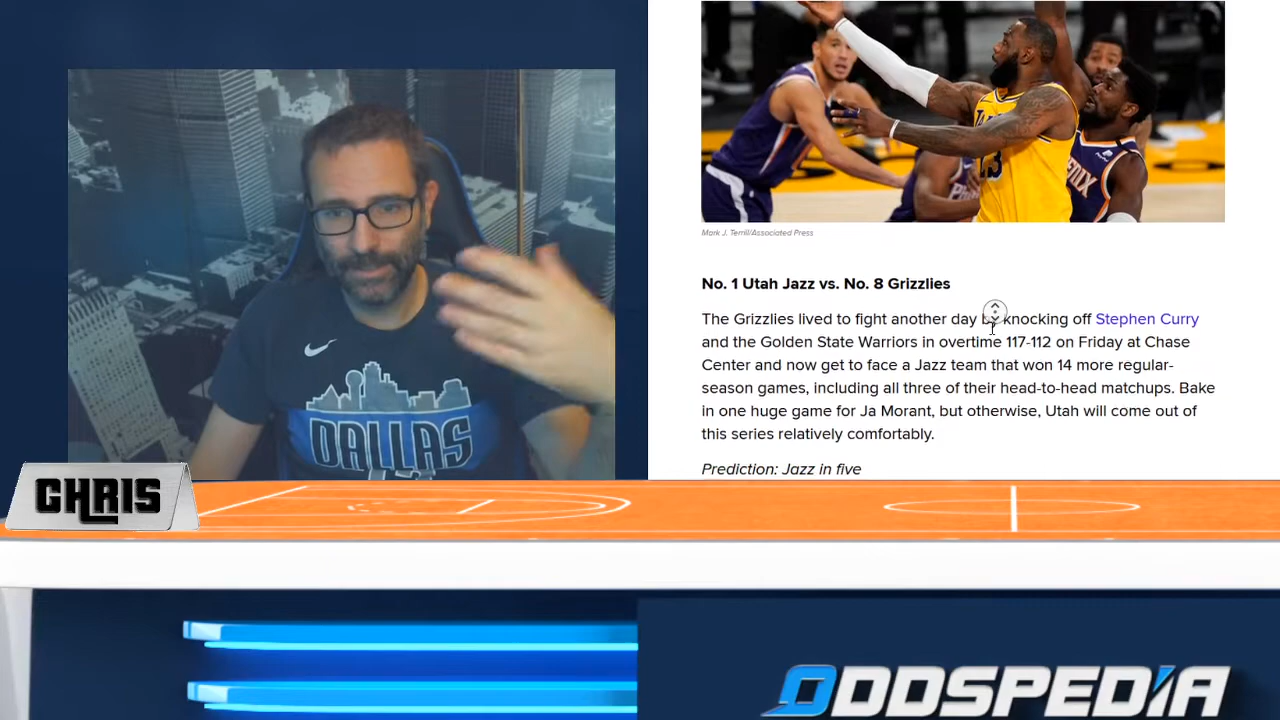 Mark J. Terrill/Associated Press
No. 1 Utah Jazz vs. No. 8 Grizzlies
The Grizzlies lived to fight another day by knocking off Stephen Curry
and the Golden State Warriors in overtime 117-112 on Friday at Chase
Center and now get to face a Jazz team that won 14 more regular-
season games, including all three of their head-to-head matchups. Bake
in one huge game for Ja Morant, but otherwise, Utah will come out of
this series relatively comfortably.
Prediction: Jazz in five
DALLAS
CHRIS
ODDSPEDIA